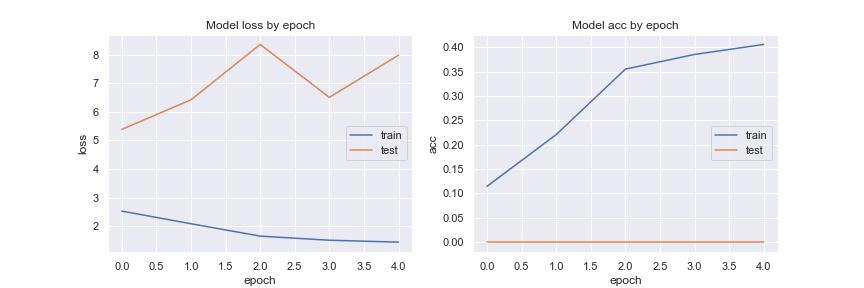 Model loss by epoch
8
7
6
5
4
3
2
loss
train
test
0.0 0.5 1.0 1.5 2.0 2.5 3.0 3.5 4.0
epoch
Model acc by epoch
0.40
0.35
0.30
0.25
0.20
0.15
0.10
0.05
0.00
acc
train
test
0.0 0.5 1.0 1.5 2.0 2.5 3.0 3.5 4.0
epoch